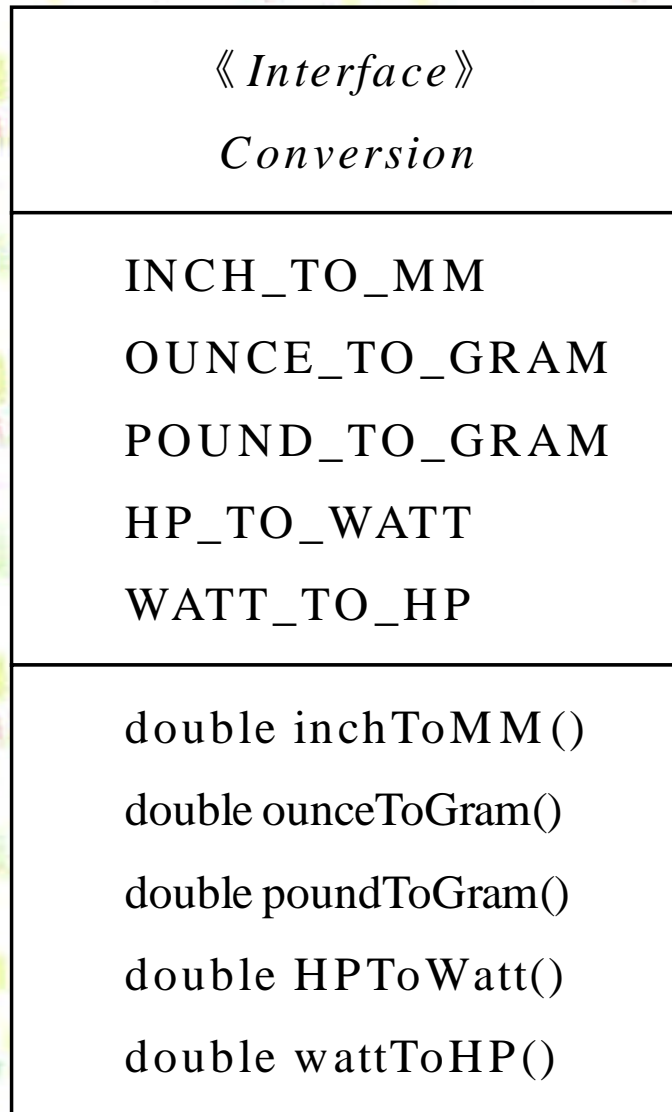 《Interface》
Conversion
INCH_TO_MM
OUNCE_TO_GRAM
POUND_TO_GRAM
HP_TO_WATT
WATT_TO_HP
double inchToMM()
double ounceToGram()
double poundToGram()
double HPToWatt()
double wattToHP()